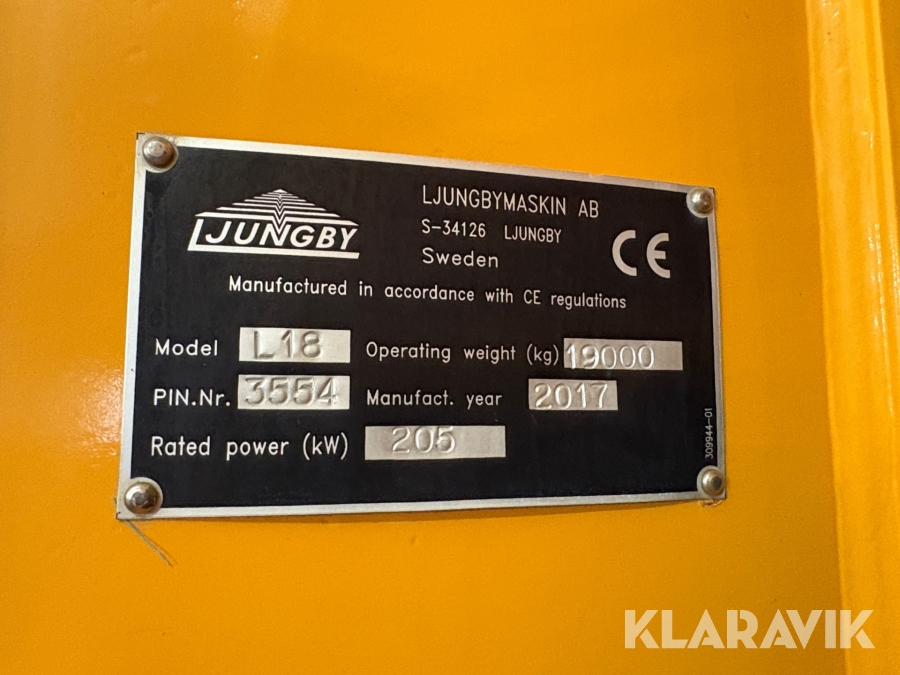 LJUNGBY
LJUNGBYMASKIN AB
S-34126 LJUNGBY
Sweden
CE
Manufactured in accordance with CE regulations
Model L18 Operating weight (kg) 19000
PIN.Nr. 3554 Manufact. year 2017
Rated power (kW) 205
309944-01
KLARAVIK